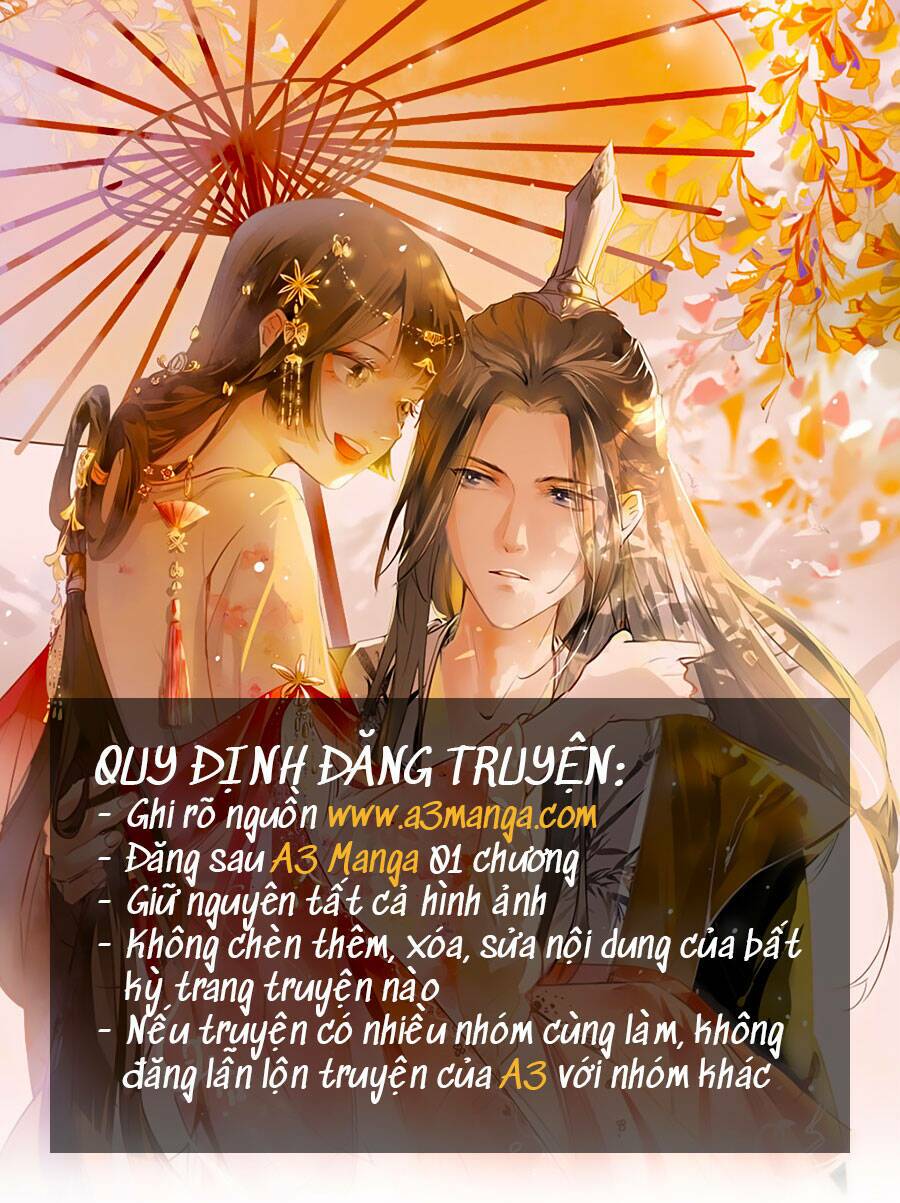 QUY ĐỊNH ĐĂNG TRUYỆN:
- Ghi rõ nguồn www.a3manga.com
- Đăng sau A3 Manga 01 chương
- Giữ nguyên tất cả hình ảnh
- Không chèn thêm, xóa, sửa nội dung của bất
kỳ trang truyện nào
- Nếu truyện có nhiều nhóm cùng làm, không
đăng lẫn lộn truyện của A3 với nhóm khác